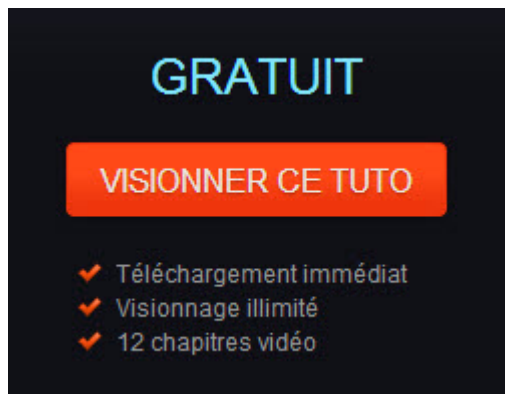 GRATUIT
VISIONNER CE TUTO
Téléchargement immédiat
Visionnage illimité
12 chapitres vidéo